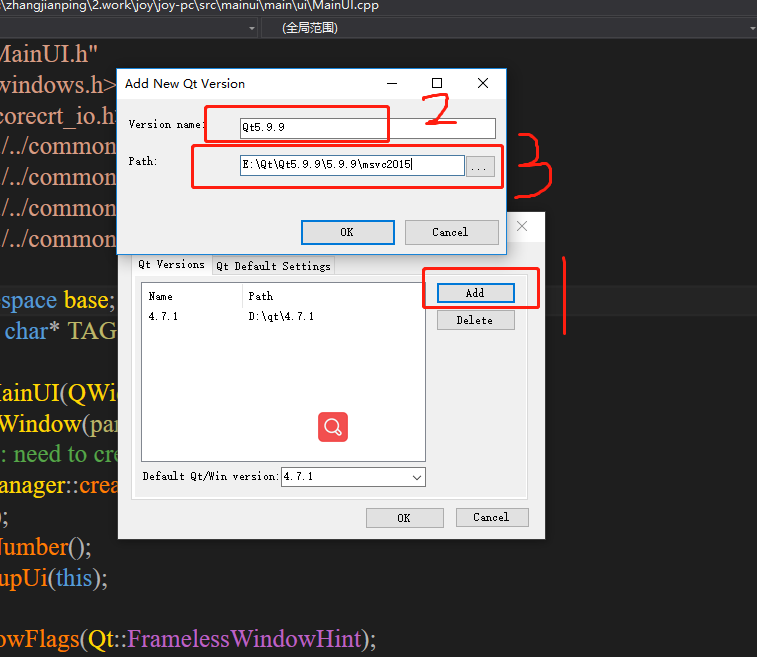 :\zhangjianping\2.work\joy\joy-pc\src\mainui\main\ui\MainUI.cpp
(全局范围)
MainUI.h"
windows.h>
corecrt_io.h
/../common
/../common
/../common
/../common
space base;
char* TAG
MainUI(QWi
Window(par
: need to cre
anager::crea
);
Number();
upUi(this);
owFlags(Qt::FramelessWindowHint);
Add New Qt Version
Version name:
Qt5.9.9
2
Path:
E:\Qt\Qt5.9.9\5.9.9\msvc2015
...
3
OK
Cancel
Qt Versions
Qt Default Settings
Name
Path
Add
1
4.7.1
D:\qt\4.7.1
Delete
Default Qt/Win version:
4.7.1
OK
Cancel